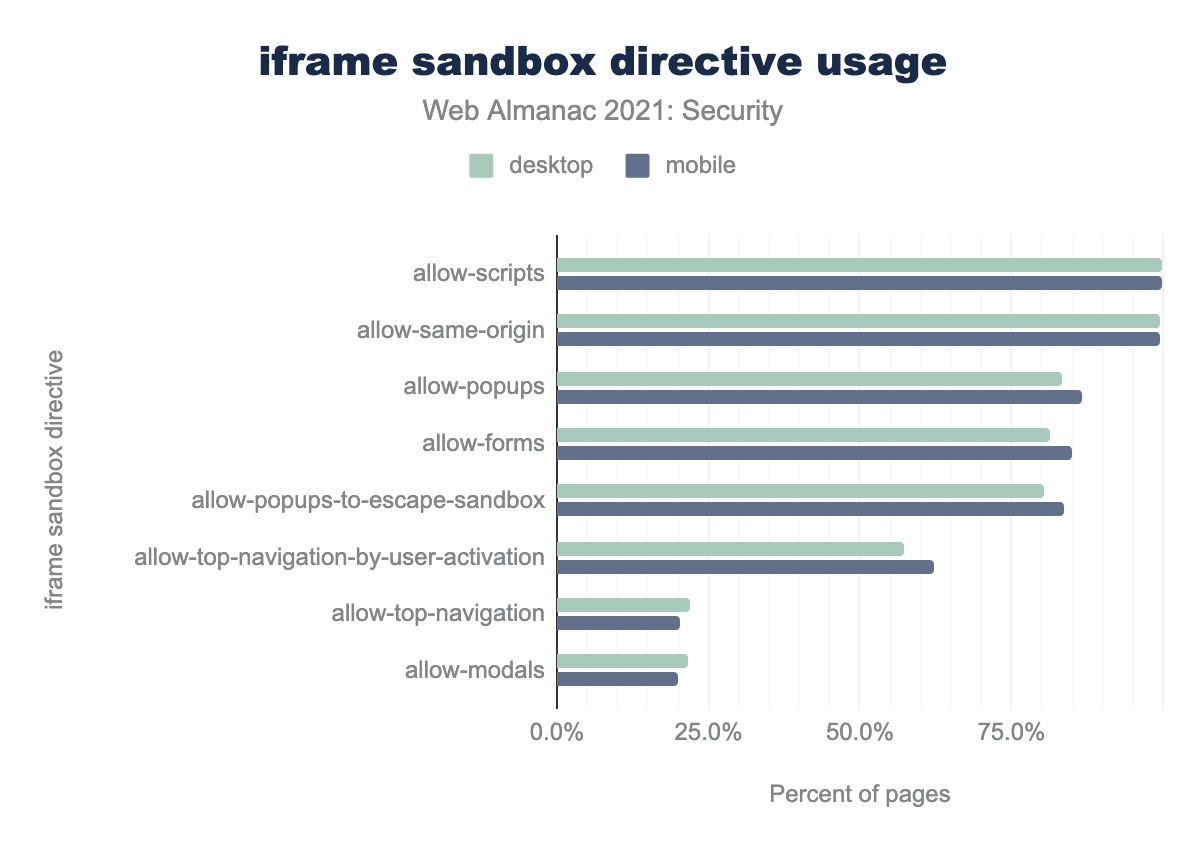 iframe sandbox directive usage
Web Almanac 2021: Security
desktop
mobile
iframe sandbox directive
allow-scripts
allow-same-origin
allow-popups
allow-forms
allow-popups-to-escape-sandbox
allow-top-navigation-by-user-activation
allow-top-navigation
allow-modals
0.0%
25.0%
50.0%
75.0%
Percent of pages